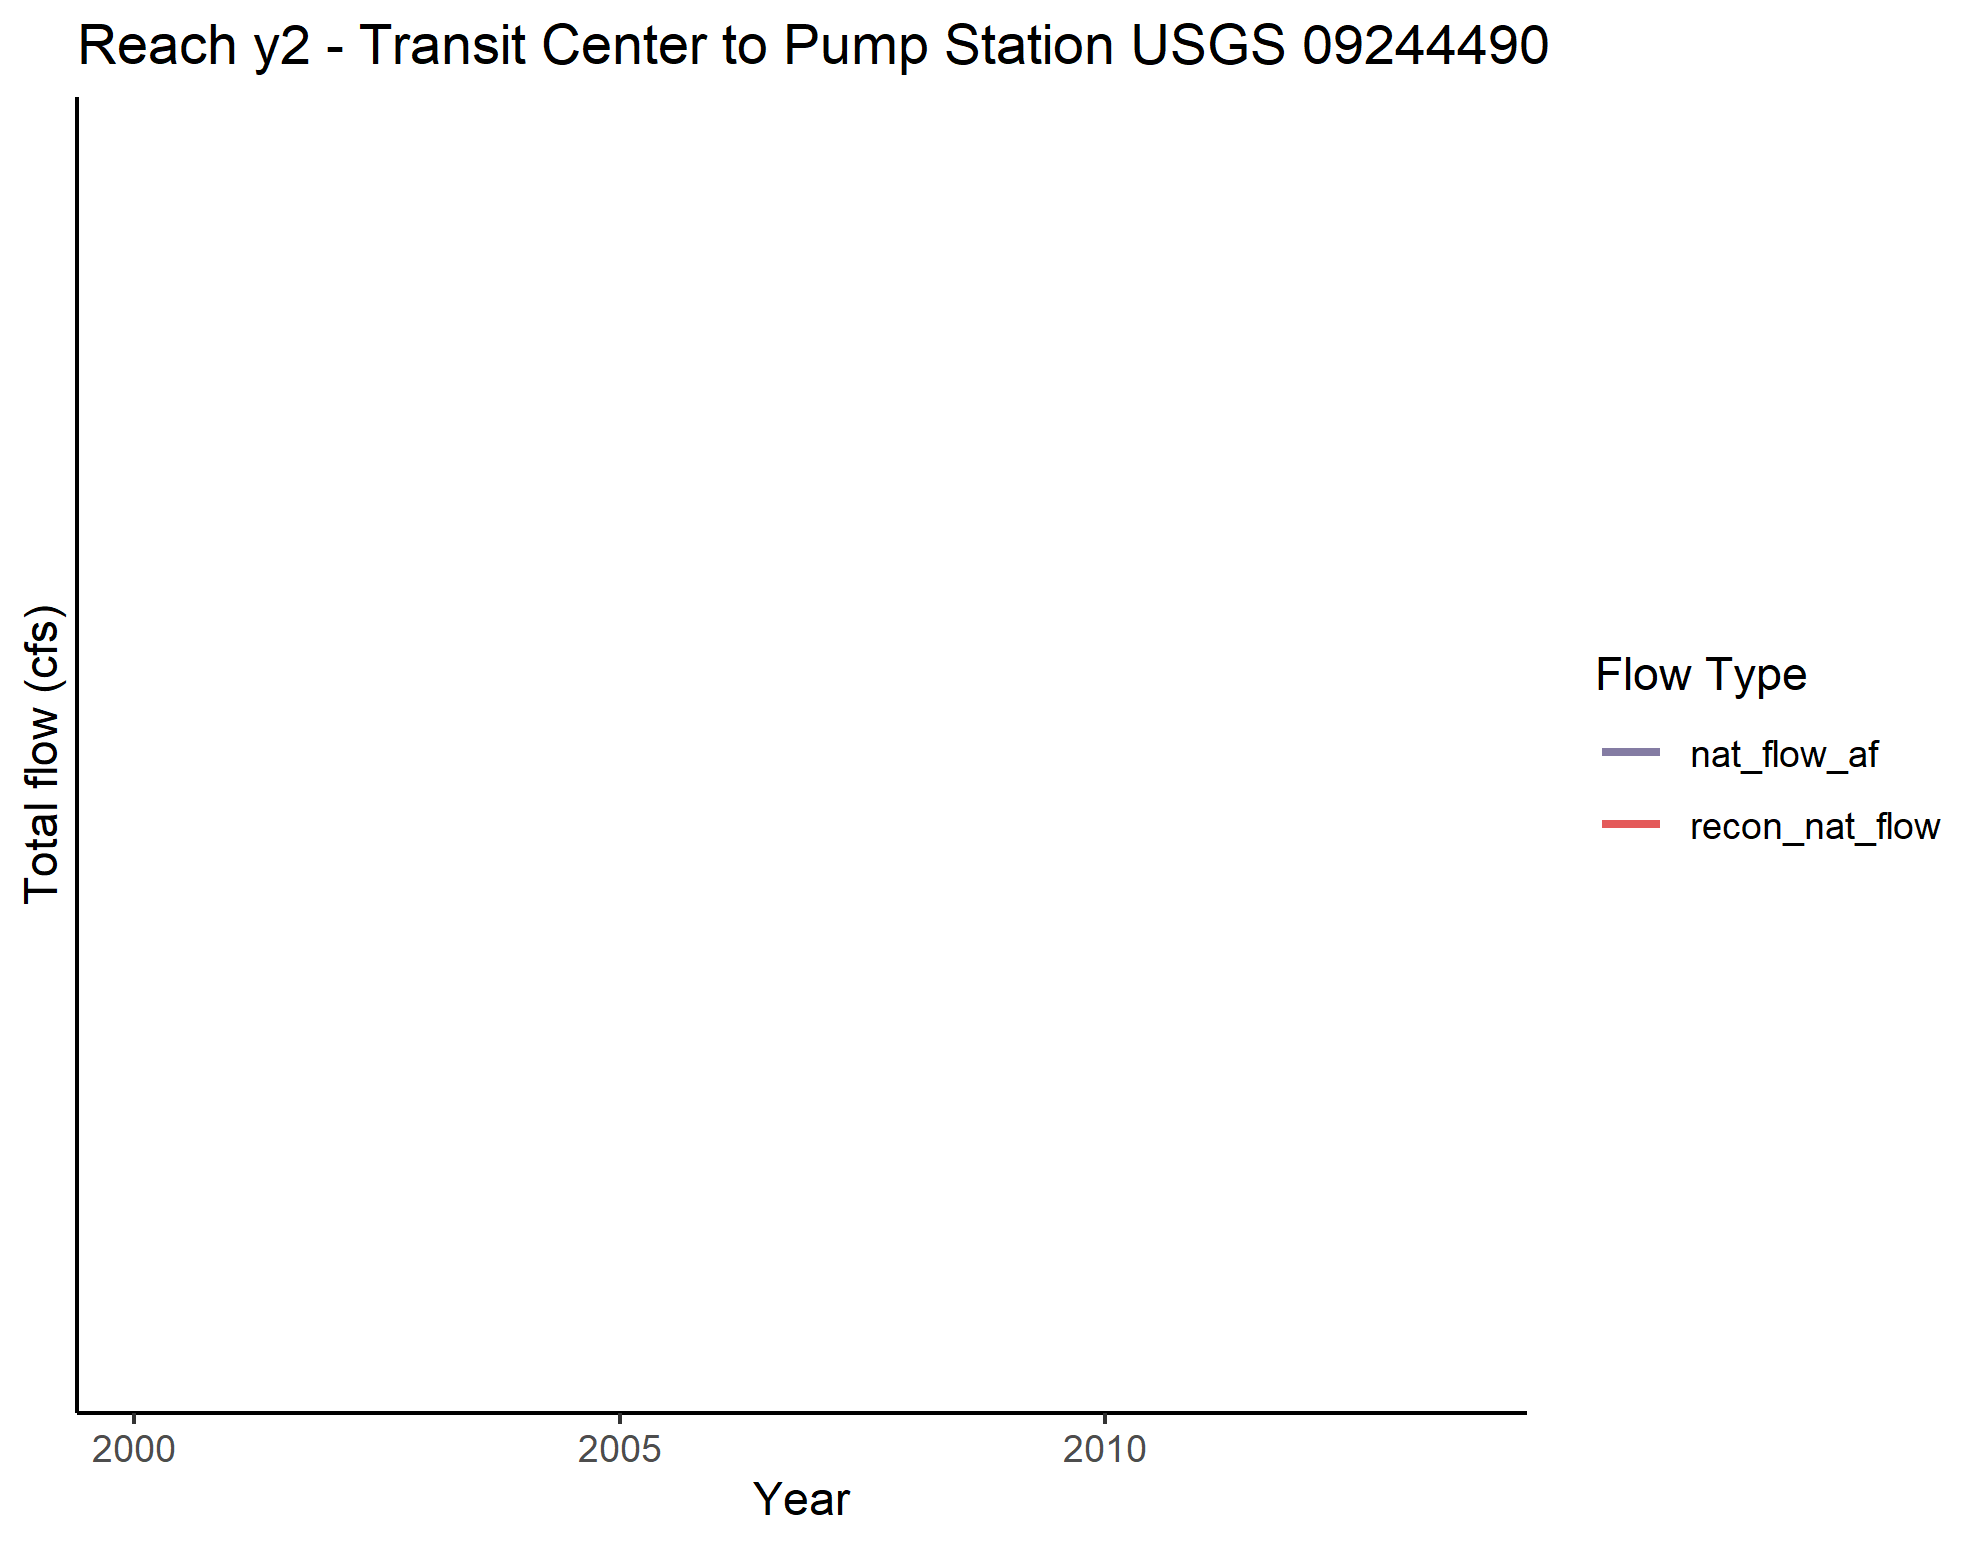 Reach y2 - Transit Center to Pump Station USGS 09244490
Total flow (cfs)
Flow Type
nat_flow_af
recon_nat_flow
2000 2005 2010
Year